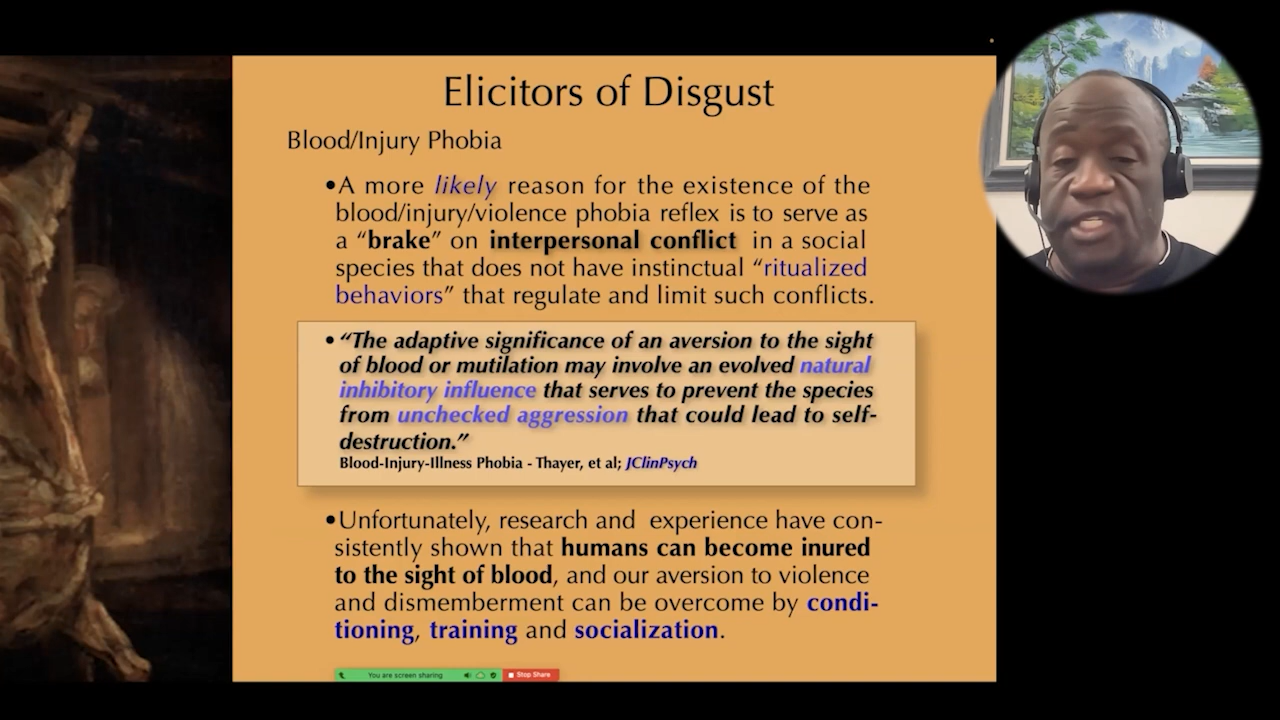 Elicitors of Disgust
Blood/Injury Phobia
•A more likely reason for the existence of the
blood/injury/violence phobia reflex is to serve as
a “brake” on interpersonal conflict in a social
species that does not have instinctual “ritualized
behaviors” that regulate and limit such conflicts.
• “The adaptive significance of an aversion to the sight
of blood or mutilation may involve an evolved natural
inhibitory influence that serves to prevent the species
from unchecked aggression that could lead to self-
destruction.”
Blood-Injury-Illness Phobia - Thayer, et al; JClinPsych
•Unfortunately, research and experience have con-
sistently shown that humans can become inured
to the sight of blood, and our aversion to violence
and dismemberment can be overcome by condi-
tioning, training and socialization.
You are screen sharing Stop Share